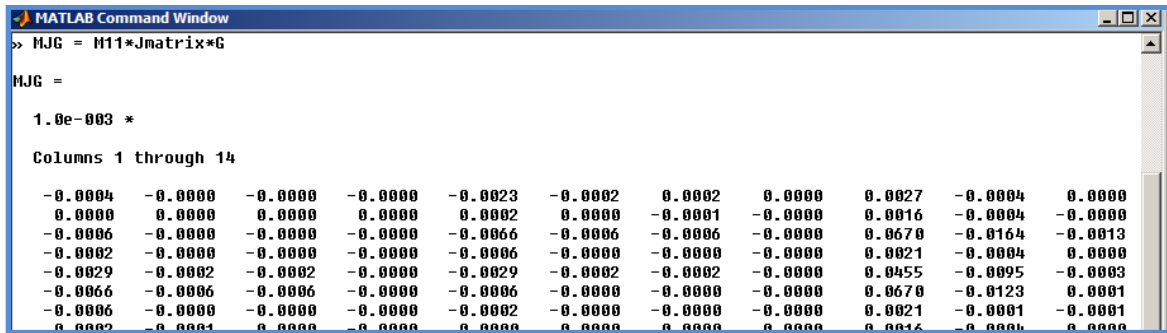 MATLAB Command Window
» MJG = M11*Jmatrix*G
MJG =
1.0e-003 *
Columns 1 through 14
-0.0004 -0.0000 -0.0000 -0.0000 -0.0023 -0.0002 0.0002 0.0000 0.0027 -0.0004 0.0000
0.0000 0.0000 0.0000 0.0000 0.0002 0.0000 -0.0001 -0.0000 0.0016 -0.0004 -0.0000
-0.0006 -0.0000 -0.0000 -0.0000 -0.0066 -0.0006 -0.0006 -0.0000 0.0670 -0.0164 -0.0013
-0.0002 -0.0000 -0.0000 -0.0000 -0.0006 -0.0000 -0.0000 -0.0000 0.0021 -0.0004 0.0000
-0.0029 -0.0002 -0.0002 -0.0000 -0.0029 -0.0002 -0.0002 -0.0000 0.0455 -0.0095 -0.0003
-0.0066 -0.0006 -0.0006 -0.0000 -0.0006 -0.0000 -0.0000 -0.0000 0.0670 -0.0123 0.0001
-0.0006 -0.0000 -0.0000 -0.0000 -0.0002 -0.0000 -0.0000 -0.0000 0.0021 -0.0001 -0.0001